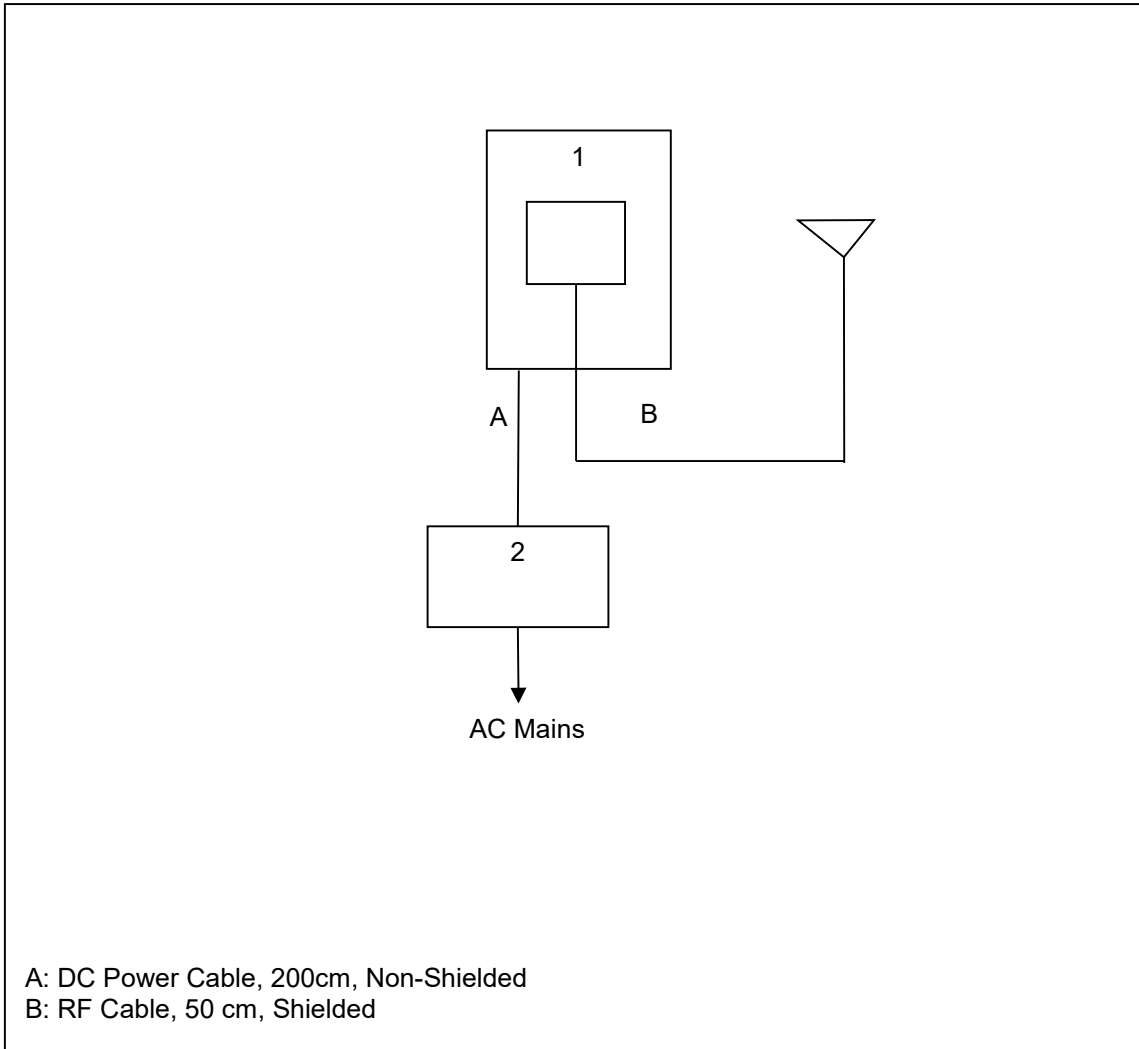 1
A
B
2
AC Mains
A: DC Power Cable, 200cm, Non-Shielded
B: RF Cable, 50 cm, Shielded